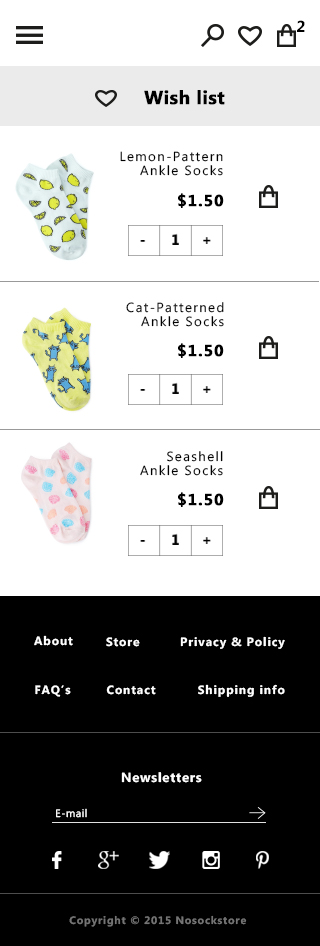 2
Wish list
Lemon-Pattern
Ankle Socks
$1.50
- 1 +
Cat-Patterned
Ankle Socks
$1.50
- 1 +
Seashell
Ankle Socks
$1.50
- 1 +
About Store Privacy & Policy
FAQ's Contact Shipping info
Newsletters
E-mail
Copyright © 2015 Nosockstore